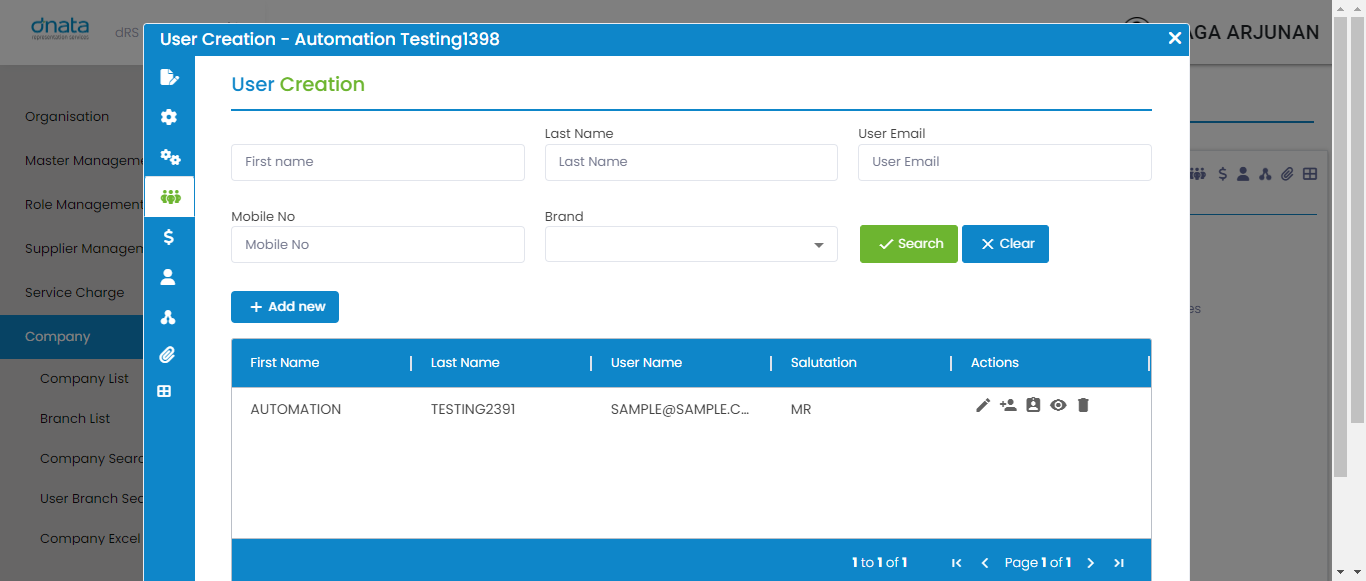 dnata
representation services
dRS
AGA ARJUNAN
User Creation - Automation Testing1398
Organisation
Master Manageme
Role Management
Supplier Managem
Service Charge
Company
Company List
Branch List
Company Searc
User Branch Sea
Company Excel
User Creation
Last Name
User Email
First name
Last Name
User Email
Mobile No
Brand
Mobile No
Search
Clear
Add new
es
First Name
Last Name
User Name
Salutation
Actions
AUTOMATION
TESTING2391
SAMPLE@SAMPLE.C...
MR
1 to 1 of 1
Page 1 of 1